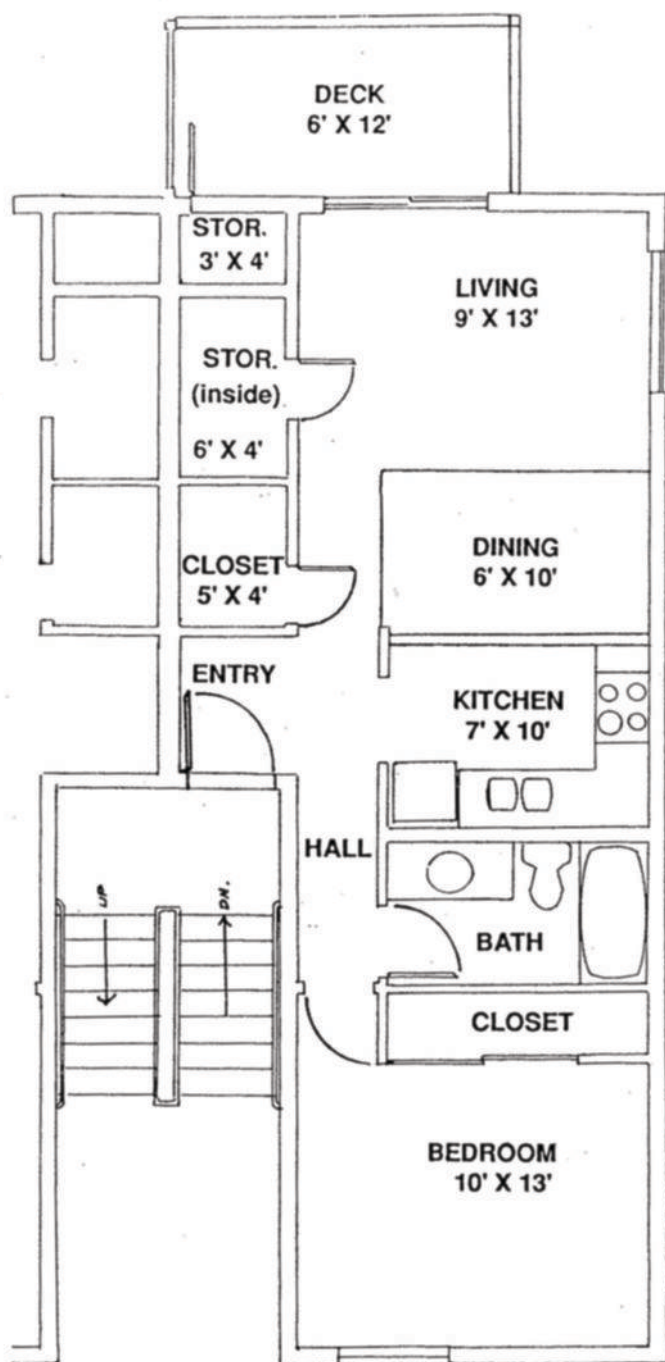 DECK
6' X 12'
STOR.
3' X 4'
LIVING
9' X 13'
STOR.
(inside)
6' X 4'
DINING
6' X 10'
CLOSET
5' X 4'
ENTRY
KITCHEN
7' X 10'
HALL
UP
DN.
BATH
CLOSET
BEDROOM
10' X 13'